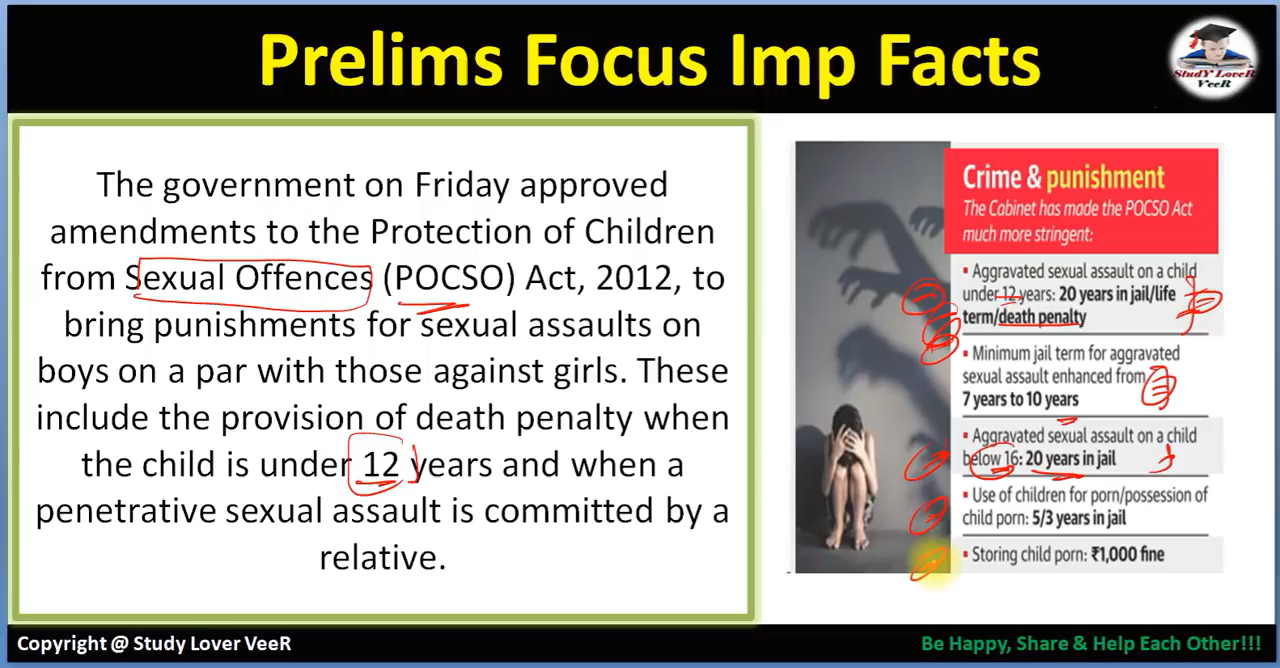 Prelims Focus Imp Facts
StudY LoveR
VeeR
The government on Friday approved
amendments to the Protection of Children
from Sexual Offences (POCSO) Act, 2012, to
bring punishments for sexual assaults on
boys on a par with those against girls. These
include the provision of death penalty when
the child is under 12 years and when a
penetrative sexual assault is committed by a
relative.
Crime & punishment
The Cabinet has made the POCSO Act
much more stringent:
▪ Aggravated sexual assault on a child
under 12 years: 20 years in jail/life
term/death penalty
▪ Minimum jail term for aggravated
sexual assault enhanced from
7 years to 10 years
▪ Aggravated sexual assault on a child
below 16: 20 years in jail
▪ Use of children for porn/possession of
child porn: 5/3 years in jail
▪ Storing child porn: ₹1,000 fine
Copyright @ Study Lover VeeR
Be Happy, Share & Help Each Other!!!